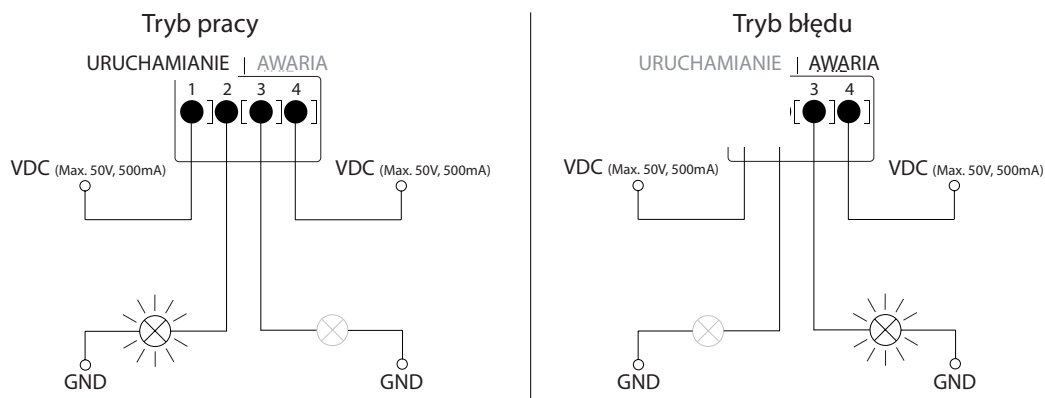 Tryb pracy
URUCHAMIANIE | AWARIA
1 2 3 4
VDC (Max. 50V, 500mA)
VDC (Max. 50V, 500mA)
GND
GND
Tryb błędu
URUCHAMIANIE | AWARIA
3 4
VDC (Max. 50V, 500mA)
VDC (Max. 50V, 500mA)
GND
GND